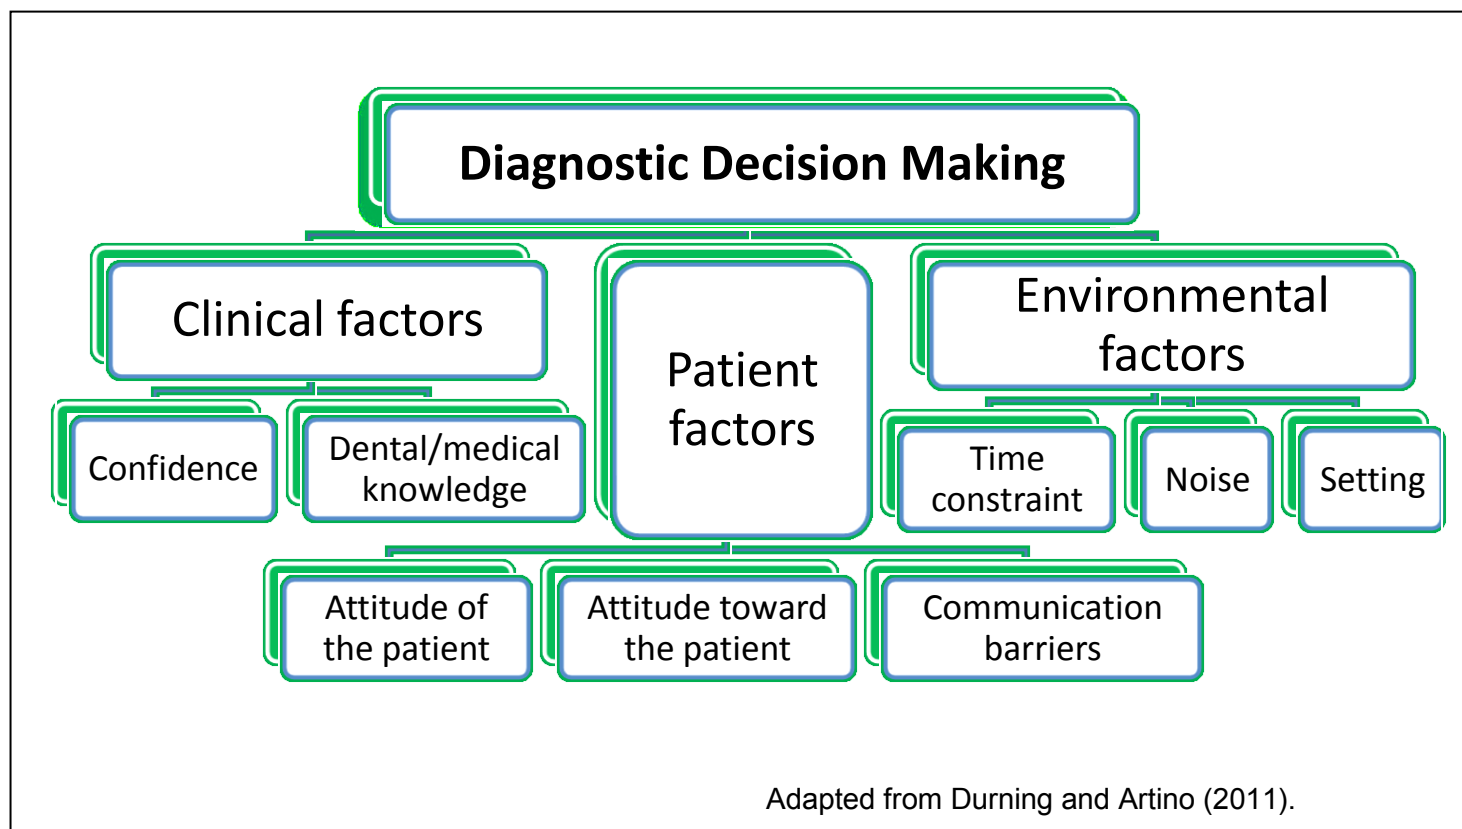 Diagnostic Decision Making
Clinical factors
Patient
factors
Environmental
factors
Confidence
Dental/medical
knowledge
Time
constraint
Noise
Setting
Attitude of
the patient
Attitude toward
the patient
Communication
barriers
Adapted from Durning and Artino (2011).